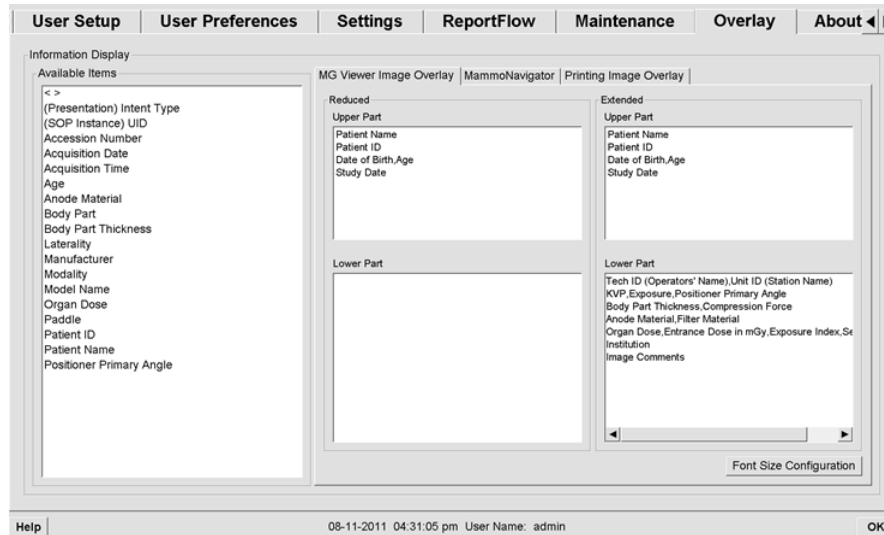 User Setup User Preferences Settings ReportFlow Maintenance Overlay About
Information Display
Available Items
< >
(Presentation) Intent Type
(SOP Instance) UID
Accession Number
Acquisition Date
Acquisition Time
Age
Anode Material
Body Part
Body Part Thickness
Laterality
Manufacturer
Modality
Model Name
Organ Dose
Paddle
Patient ID
Patient Name
Positioner Primary Angle
MG Viewer Image Overlay MammoNavigator Printing Image Overlay
Reduced
Upper Part
Patient Name
Patient ID
Date of Birth,Age
Study Date
Lower Part
Extended
Upper Part
Patient Name
Patient ID
Date of Birth,Age
Study Date
Lower Part
Tech ID (Operators' Name),Unit ID (Station Name)
KVP,Exposure,Positioner Primary Angle
Body Part Thickness,Compression Force
Anode Material,Filter Material
Organ Dose,Entrance Dose in mGy,Exposure Index,Se
Institution
Image Comments
Font Size Configuration
Help 08-11-2011 04:31:05 pm User Name: admin OK